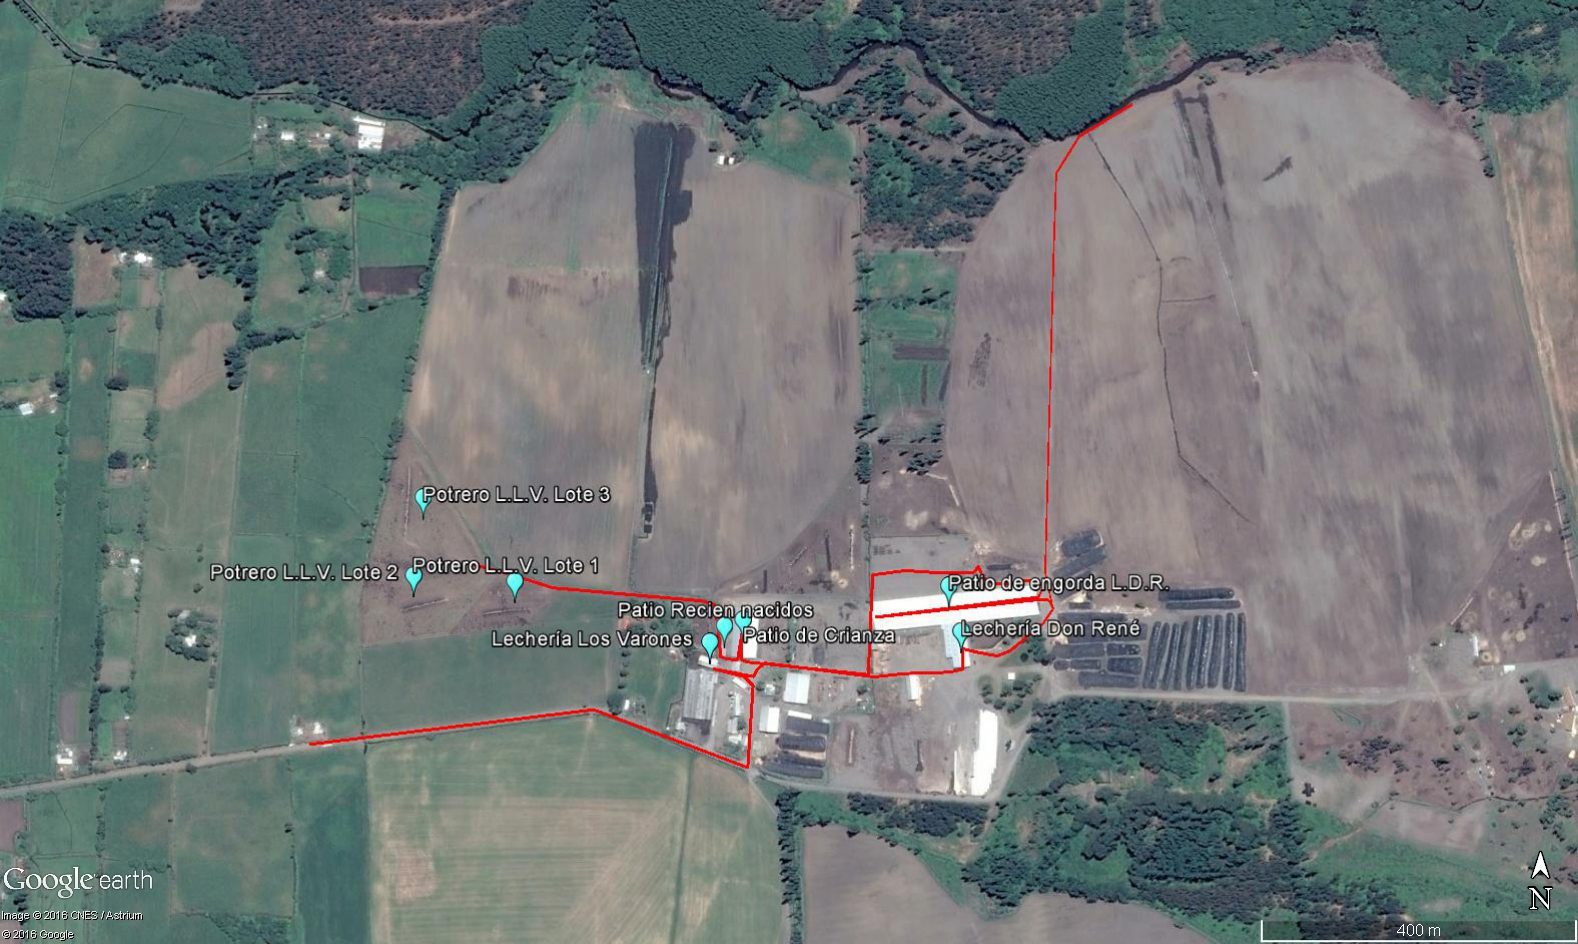 Potrero L.L.V. Lote 3
Potrero L.L.V. Lote 2
Potrero L.L.V. Lote 1
Patio de engorda L.D.R.
Patio Recien nacidos
Lechería Los Varones
Patio de Crianza
Lechería Don René
Google earth
Image © 2016 CNES / Astrium
© 2016 Google
N
400 m